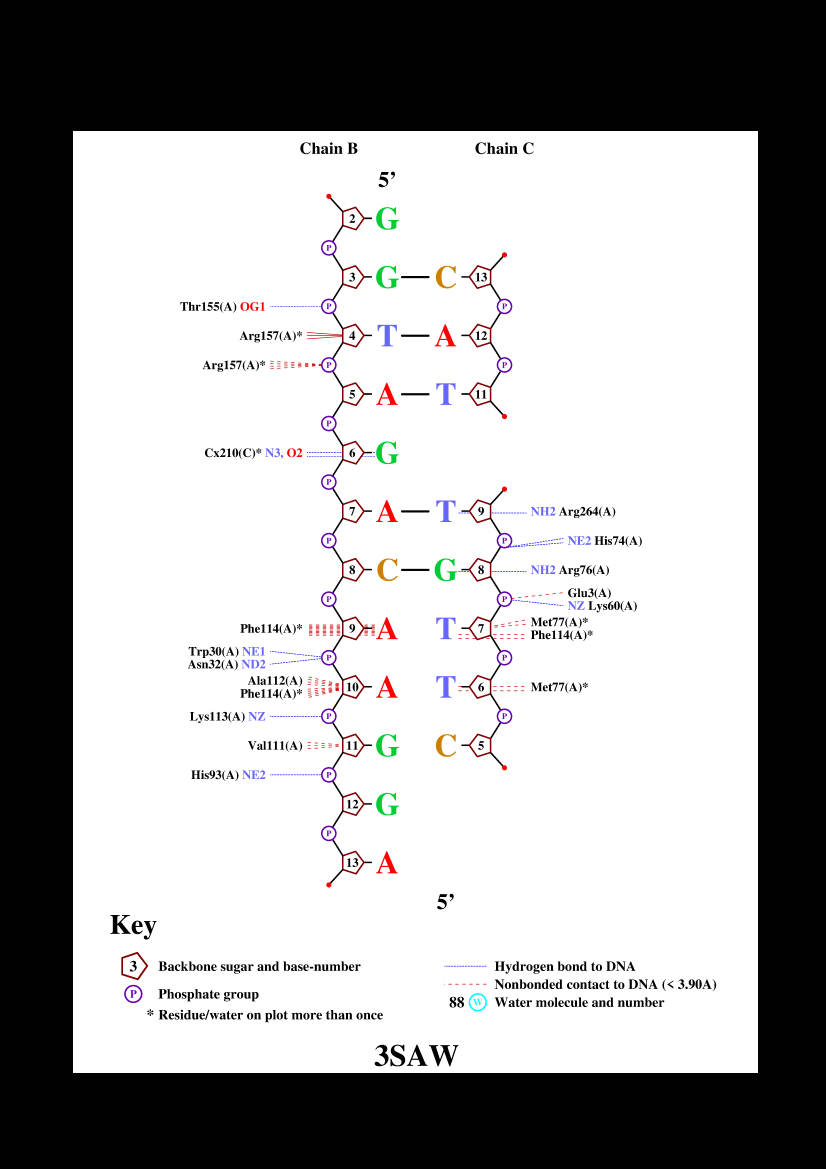 Chain B Chain C
5’
2 G
P
3 G C 13
Thr155(A) OG1 P P
Arg157(A)* 4 T A 12
Arg157(A)* P P
5 A T 11
P
Cx210(C)* N3, O2 6 G
P
7 A T 9 NH2 Arg264(A)
P P NE2 His74(A)
8 C G 8 NH2 Arg76(A)
P P Glu3(A)
NZ Lys60(A)
Phe114(A)* 9 A T 7 Met77(A)*
Phe114(A)*
Trp30(A) NE1 P P
Asn32(A) ND2
Ala112(A) 10 A T 6 Met77(A)*
Phe114(A)*
Lys113(A) NZ P P
Val111(A) 11 G C 5
His93(A) NE2 P
12 G
P
13 A
5’
Key
3 Backbone sugar and base-number
P Phosphate group
* Residue/water on plot more than once
Hydrogen bond to DNA
Nonbonded contact to DNA (< 3.90A)
88 W Water molecule and number
3SAW